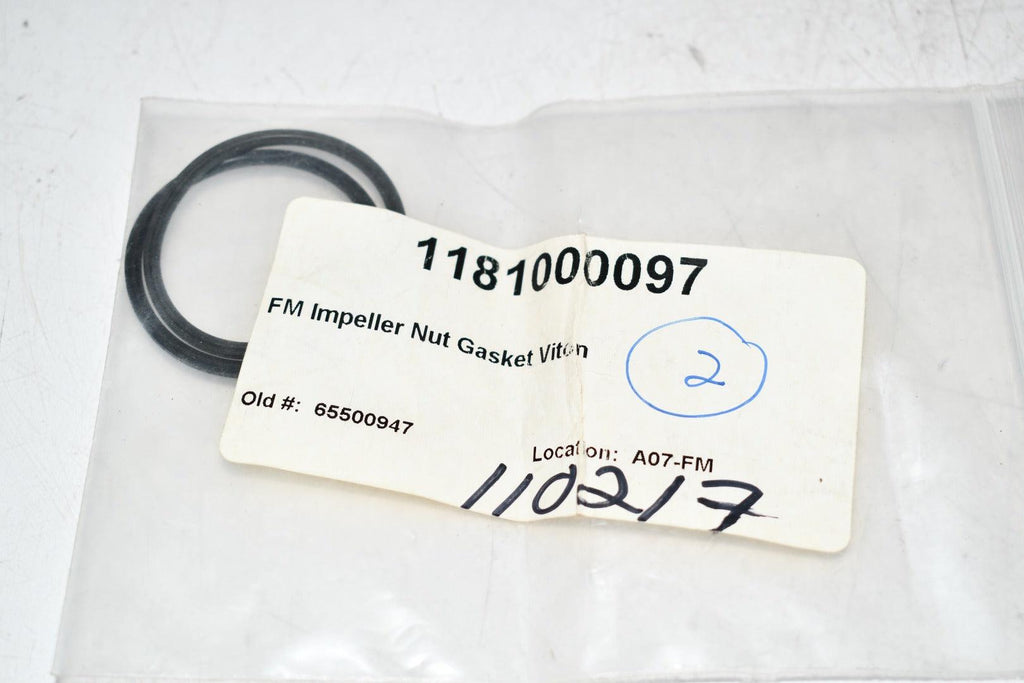 1181000097
FM Impeller Nut Gasket Viton
2
Old #: 65500947
Location: A07-FM
110217